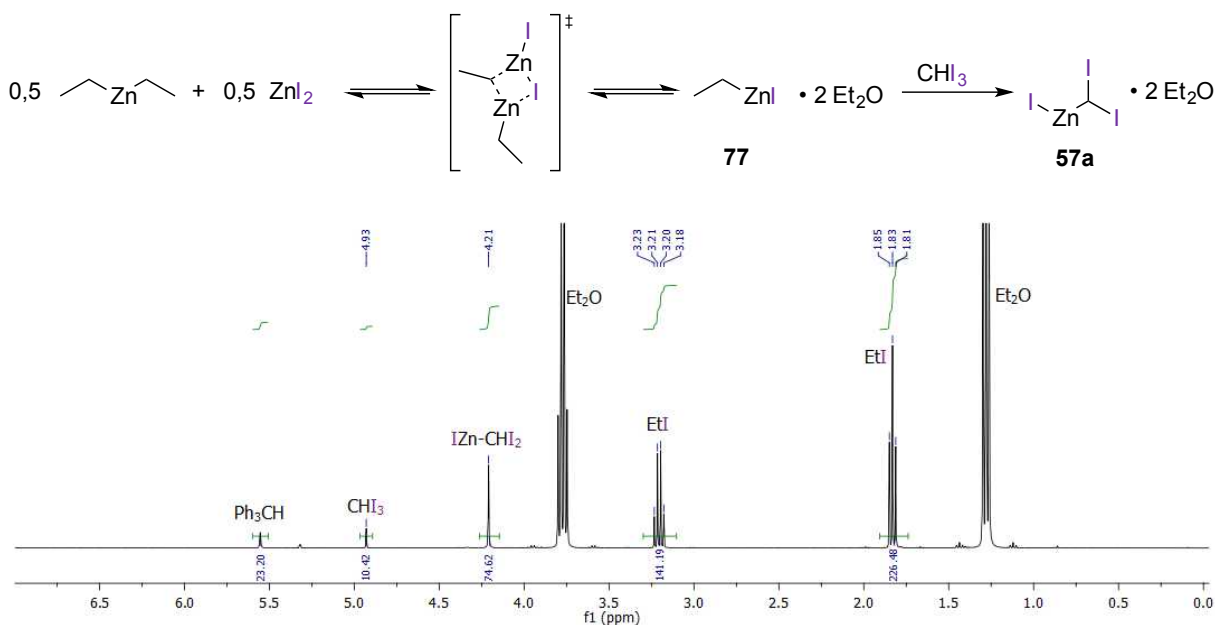 0,5 Zn + 0,5 ZnI2 I Zn I Zn ‡ ZnI • 2 Et2O CHI3 I Zn I I • 2 Et2O
77 57a
4.93 4.21 3.23 3.21 3.20 3.18 1.85 1.83 1.81
Et2O Et2O
EtI
IZn-CHI2 EtI
Ph3CH CHI3
23.20 10.42 74.62 141.19 226.48
6.5 6.0 5.5 5.0 4.5 4.0 3.5 3.0 2.5 2.0 1.5 1.0 0.5 0.0
f1 (ppm)